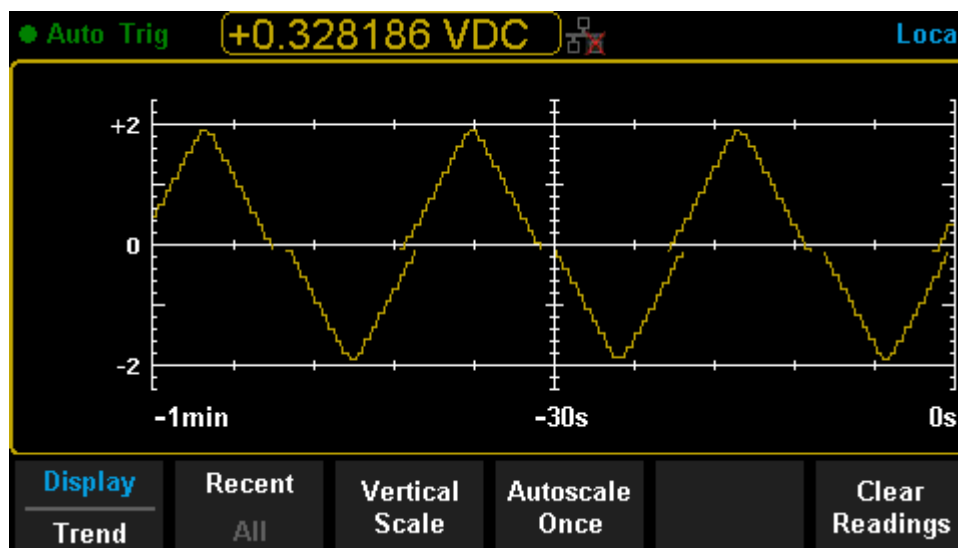 Auto Trig +0.328186 VDC Loca
+2
0
-2
-1min -30s 0s
Display Recent Vertical Autoscale Clear
Trend All Scale Once Readings